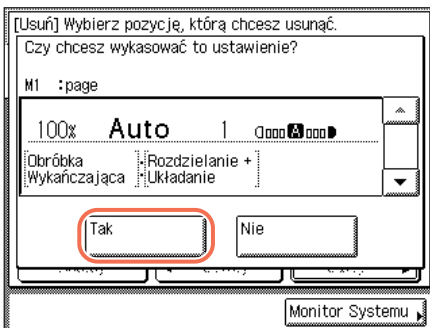 [Usuń] Wybierz pozycję, którą chcesz usunąć.
Czy chcesz wykasować to ustawienie?
M1 :page
100% Auto 1 A
Obróbka Wykańczająca : Rozdzielanie + Układanie
Tak Nie
Monitor Systemu